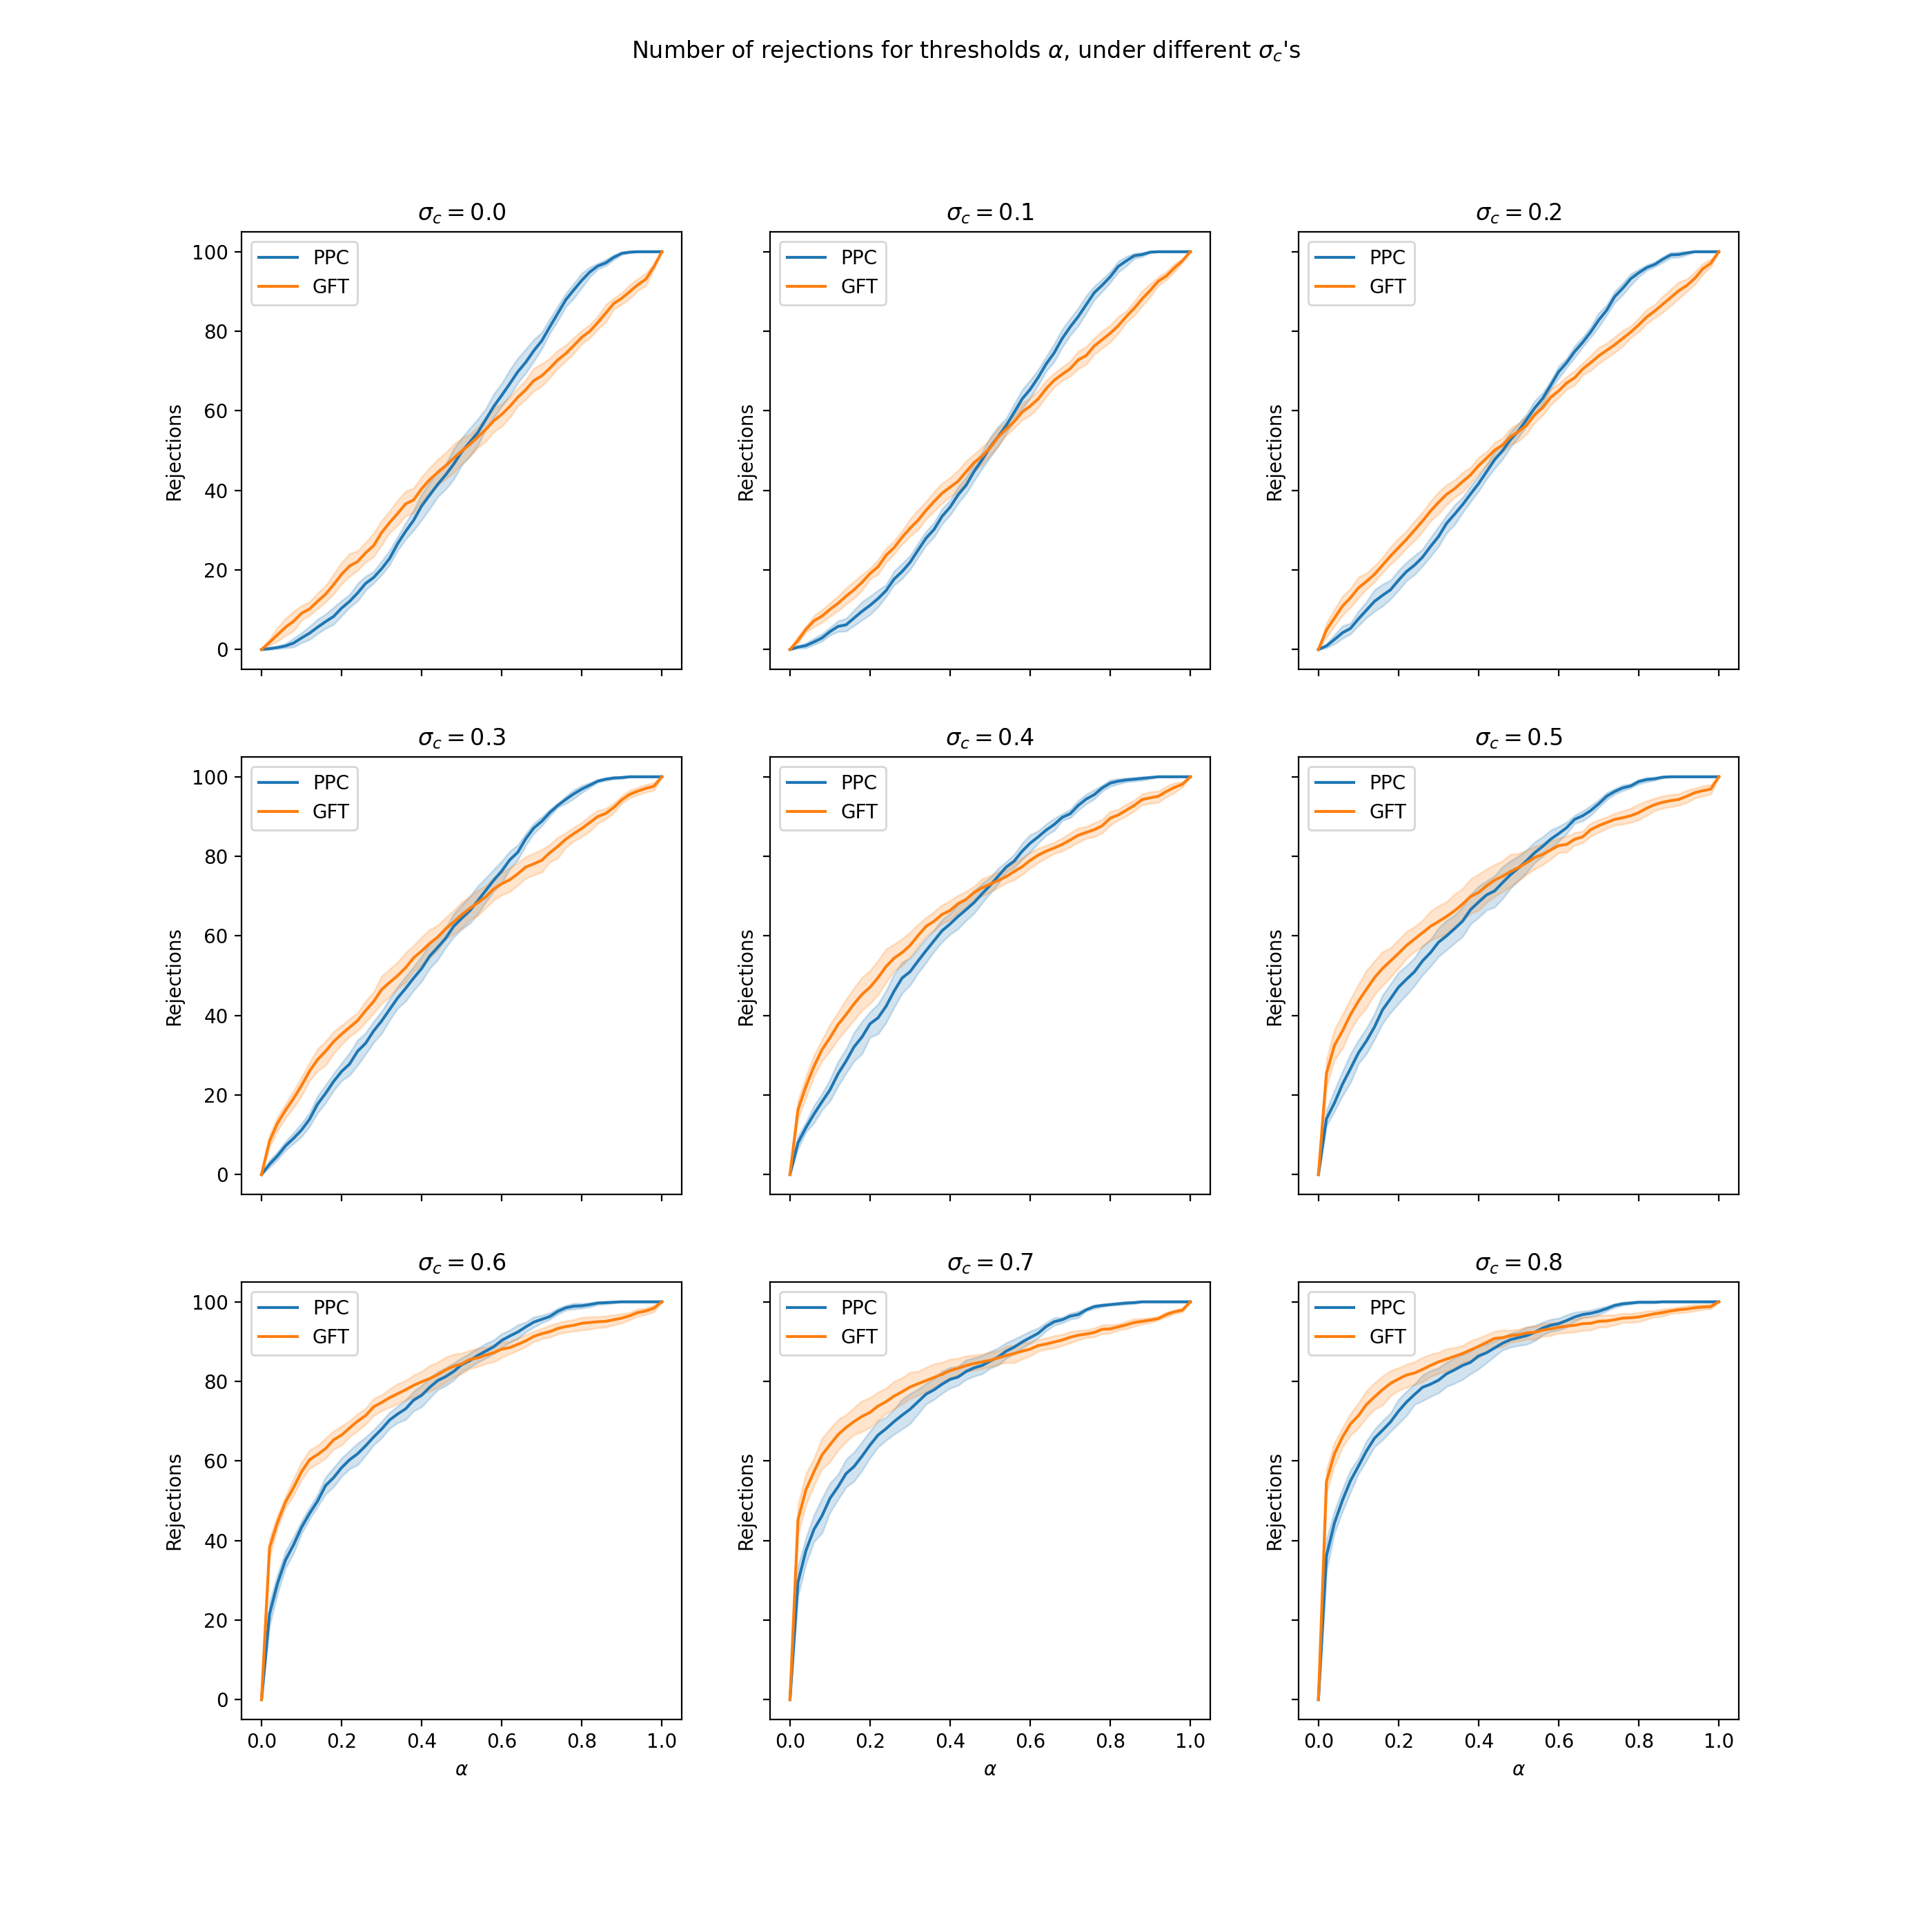 Number of rejections for thresholds α, under different σ_c's
σ_c = 0.0
PPC
GFT
100
80
60
40
20
0
Rejections
σ_c = 0.1
PPC
GFT
Rejections
σ_c = 0.2
PPC
GFT
Rejections
σ_c = 0.3
PPC
GFT
100
80
60
40
20
0
Rejections
σ_c = 0.4
PPC
GFT
Rejections
σ_c = 0.5
PPC
GFT
Rejections
σ_c = 0.6
PPC
GFT
100
80
60
40
20
0
Rejections
0.0 0.2 0.4 0.6 0.8 1.0
α
σ_c = 0.7
PPC
GFT
Rejections
0.0 0.2 0.4 0.6 0.8 1.0
α
σ_c = 0.8
PPC
GFT
Rejections
0.0 0.2 0.4 0.6 0.8 1.0
α